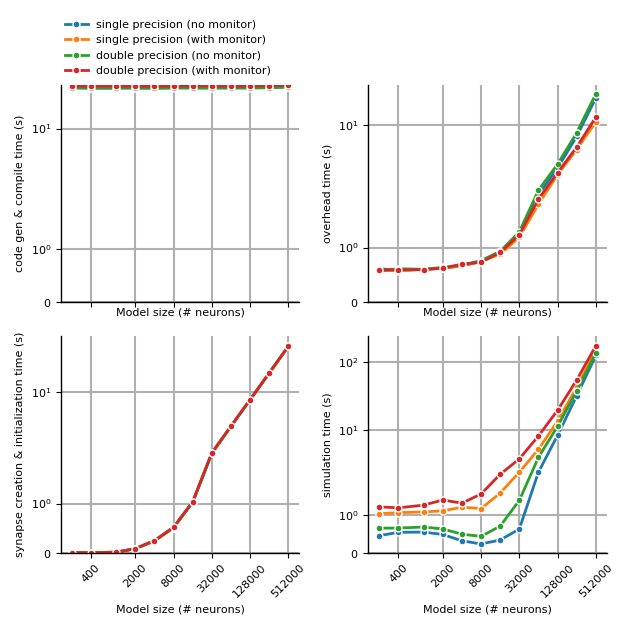 single precision (no monitor)
single precision (with monitor)
double precision (no monitor)
double precision (with monitor)
code gen & compile time (s)
10¹
10⁰
0
Model size (# neurons)
overhead time (s)
10¹
10⁰
0
Model size (# neurons)
synapse creation & initialization time (s)
10¹
10⁰
0
400
2000
8000
32000
128000
512000
Model size (# neurons)
simulation time (s)
10²
10¹
10⁰
0
400
2000
8000
32000
128000
512000
Model size (# neurons)